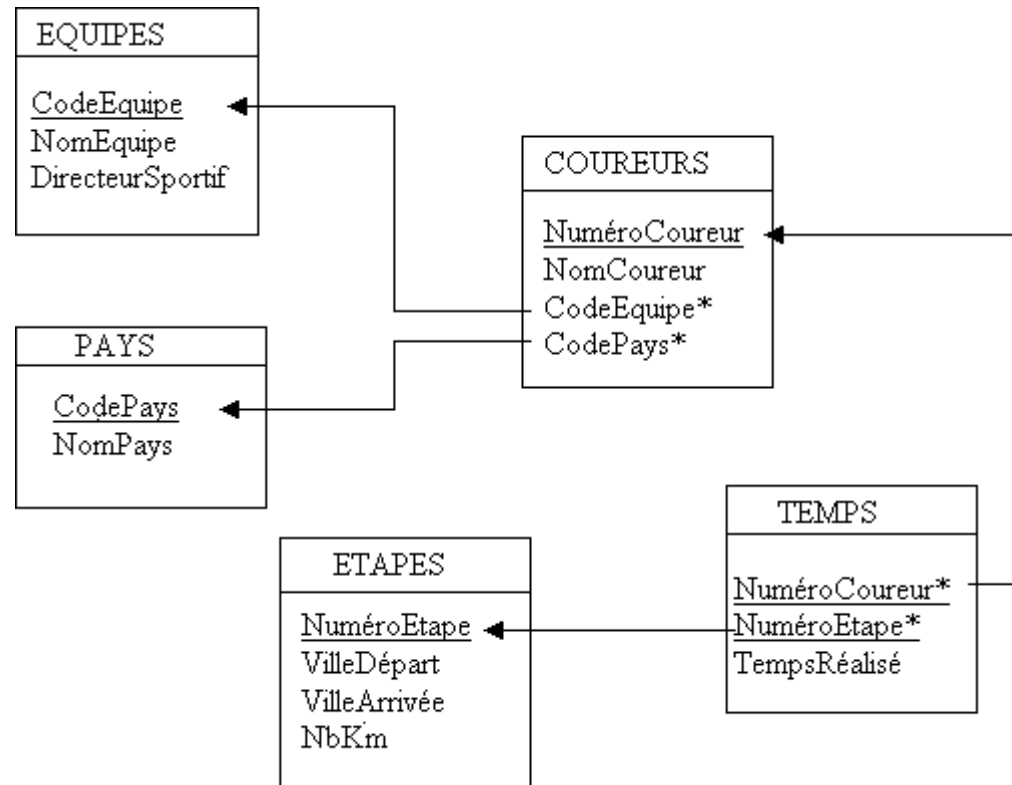 EQUIPES
CodeEquipe
NomEquipe
DirecteurSportif
COUREURS
NuméroCoureur
NomCoureur
CodeEquipe*
CodePays*
PAYS
CodePays
NomPays
TEMPS
NuméroCoureur*
NuméroEtape*
TempsRéalisé
ETAPES
NuméroEtape
VilleDépart
VilleArrivée
NbKm